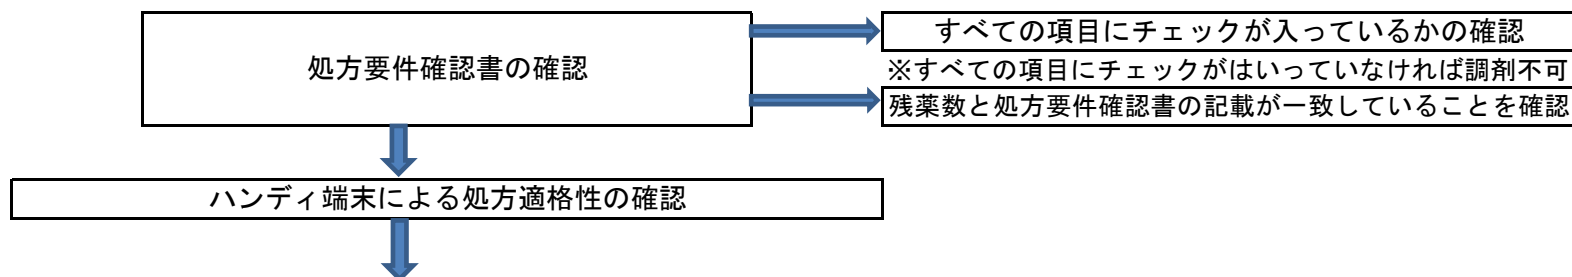 処方要件確認書の確認
すべての項目にチェックが入っているかの確認
※すべての項目にチェックがはいっていなければ調剤不可
残薬数と処方要件確認書の記載が一致していることを確認
ハンディ端末による処方適格性の確認